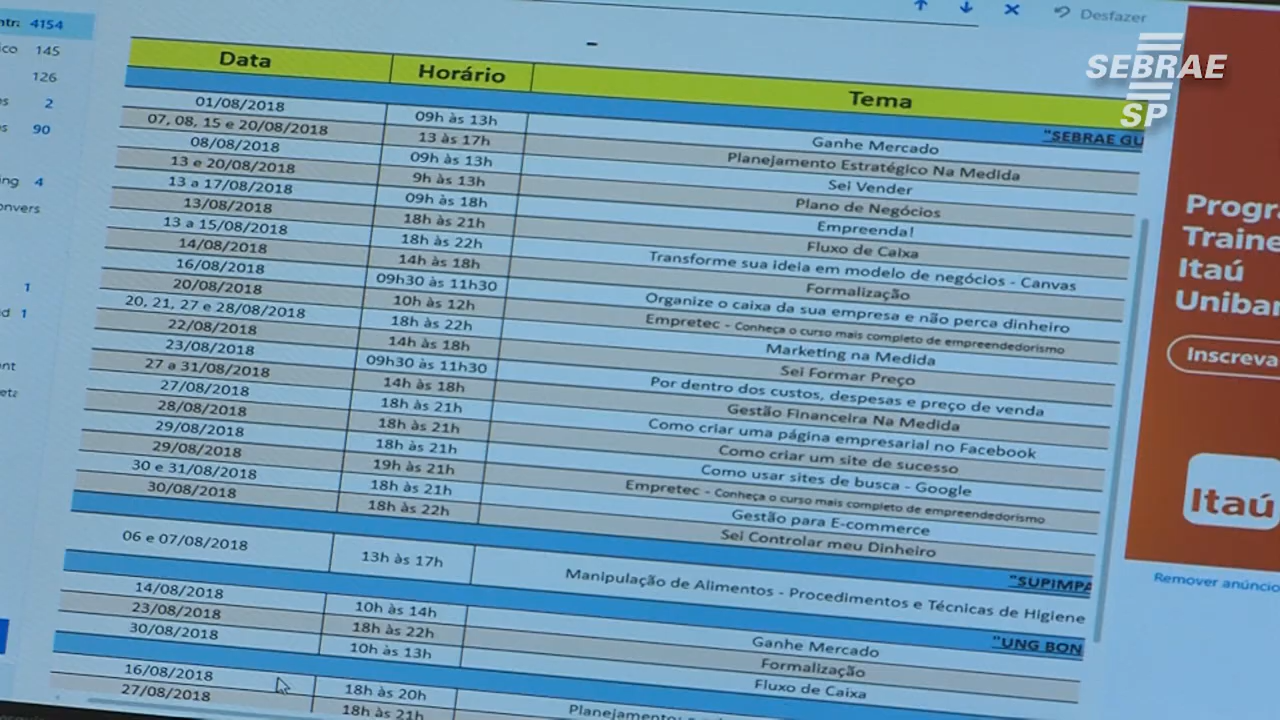 Desfazer
SEBRAE
SP
4154
145
126
2
90
4
onvers
1
1
Data Horário Tema
"SEBRAE GU
01/08/2018 09h às 13h Ganhe Mercado
07, 08, 15 e 20/08/2018 13 às 17h Planejamento Estratégico Na Medida
08/08/2018 09h às 13h Sei Vender
13 e 20/08/2018 9h às 13h Plano de Negócios
13 a 17/08/2018 09h às 18h Empreenda!
13/08/2018 18h às 21h Fluxo de Caixa
13 a 15/08/2018 18h às 22h Transforme sua ideia em modelo de negócios - Canvas
14/08/2018 14h às 18h Formalização
16/08/2018 09h30 às 11h30 Organize o caixa da sua empresa e não perca dinheiro
20/08/2018 10h às 12h Empretec - Conheça o curso mais completo de empreendedorismo
20, 21, 27 e 28/08/2018 18h às 22h Marketing na Medida
22/08/2018 14h às 18h Sei Formar Preço
23/08/2018 09h30 às 11h30 Por dentro dos custos, despesas e preço de venda
27 a 31/08/2018 14h às 18h Gestão Financeira Na Medida
27/08/2018 18h às 21h Como criar uma página empresarial no Facebook
28/08/2018 18h às 21h Como criar um site de sucesso
29/08/2018 18h às 21h Como usar sites de busca - Google
29/08/2018 19h às 21h Empretec - Conheça o curso mais completo de empreendedorismo
30 e 31/08/2018 18h às 21h Gestão para E-commerce
30/08/2018 18h às 22h Sei Controlar meu Dinheiro
"SUPIMPA
06 e 07/08/2018 13h às 17h Manipulação de Alimentos - Procedimentos e Técnicas de Higiene
"UNG BON
14/08/2018 10h às 14h Ganhe Mercado
23/08/2018 18h às 22h Formalização
30/08/2018 10h às 13h Fluxo de Caixa
16/08/2018 18h às 20h
27/08/2018 18h às 21h
Progr
Traine
Itaú
Uniban
Inscreva
Itaú
Remover anúncio